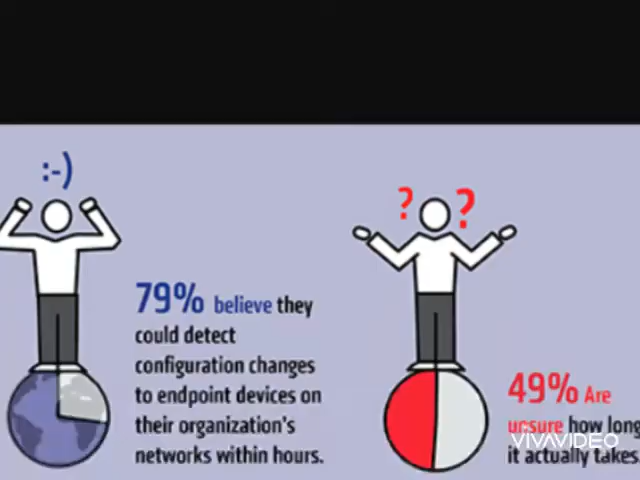 :-)
? ?
79% believe they
could detect
configuration changes
to endpoint devices on
their organization's
networks within hours.
49% Are
unsure how long
it actually takes.
VIVAVIDEO